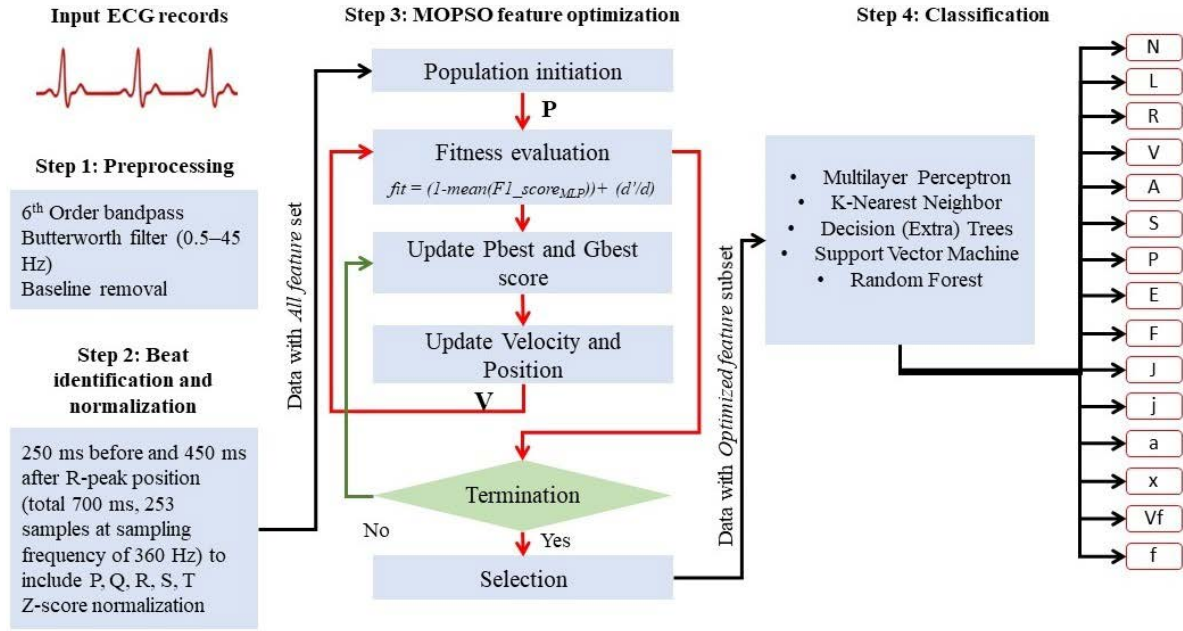 Input ECG records
Step 1: Preprocessing
6th Order bandpass
Butterworth filter (0.5–45
Hz)
Baseline removal
Step 2: Beat
identification and
normalization
250 ms before and 450 ms
after R-peak position
(total 700 ms, 253
samples at sampling
frequency of 360 Hz) to
include P, Q, R, S, T
Z-score normalization
Data with All feature set
Step 3: MOPSO feature optimization
Population initiation
P
Fitness evaluation
fit = (1-mean(F1_scoreMLP))+ (d'/d)
Update Pbest and Gbest
score
Update Velocity and
Position
V
Termination
No
Yes
Selection
Data with Optimized feature subset
Step 4: Classification
• Multilayer Perceptron
• K-Nearest Neighbor
• Decision (Extra) Trees
• Support Vector Machine
• Random Forest
N
L
R
V
A
S
P
E
F
J
j
a
x
Vf
f